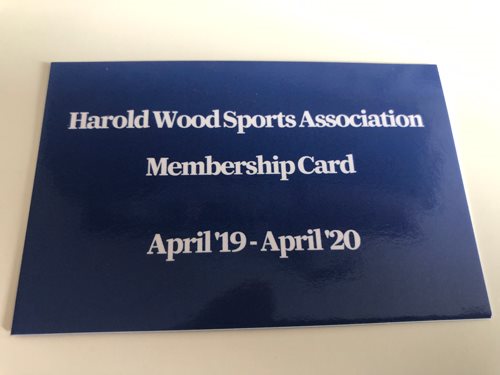 Harold Wood Sports Association
Membership Card
April '19 - April '20